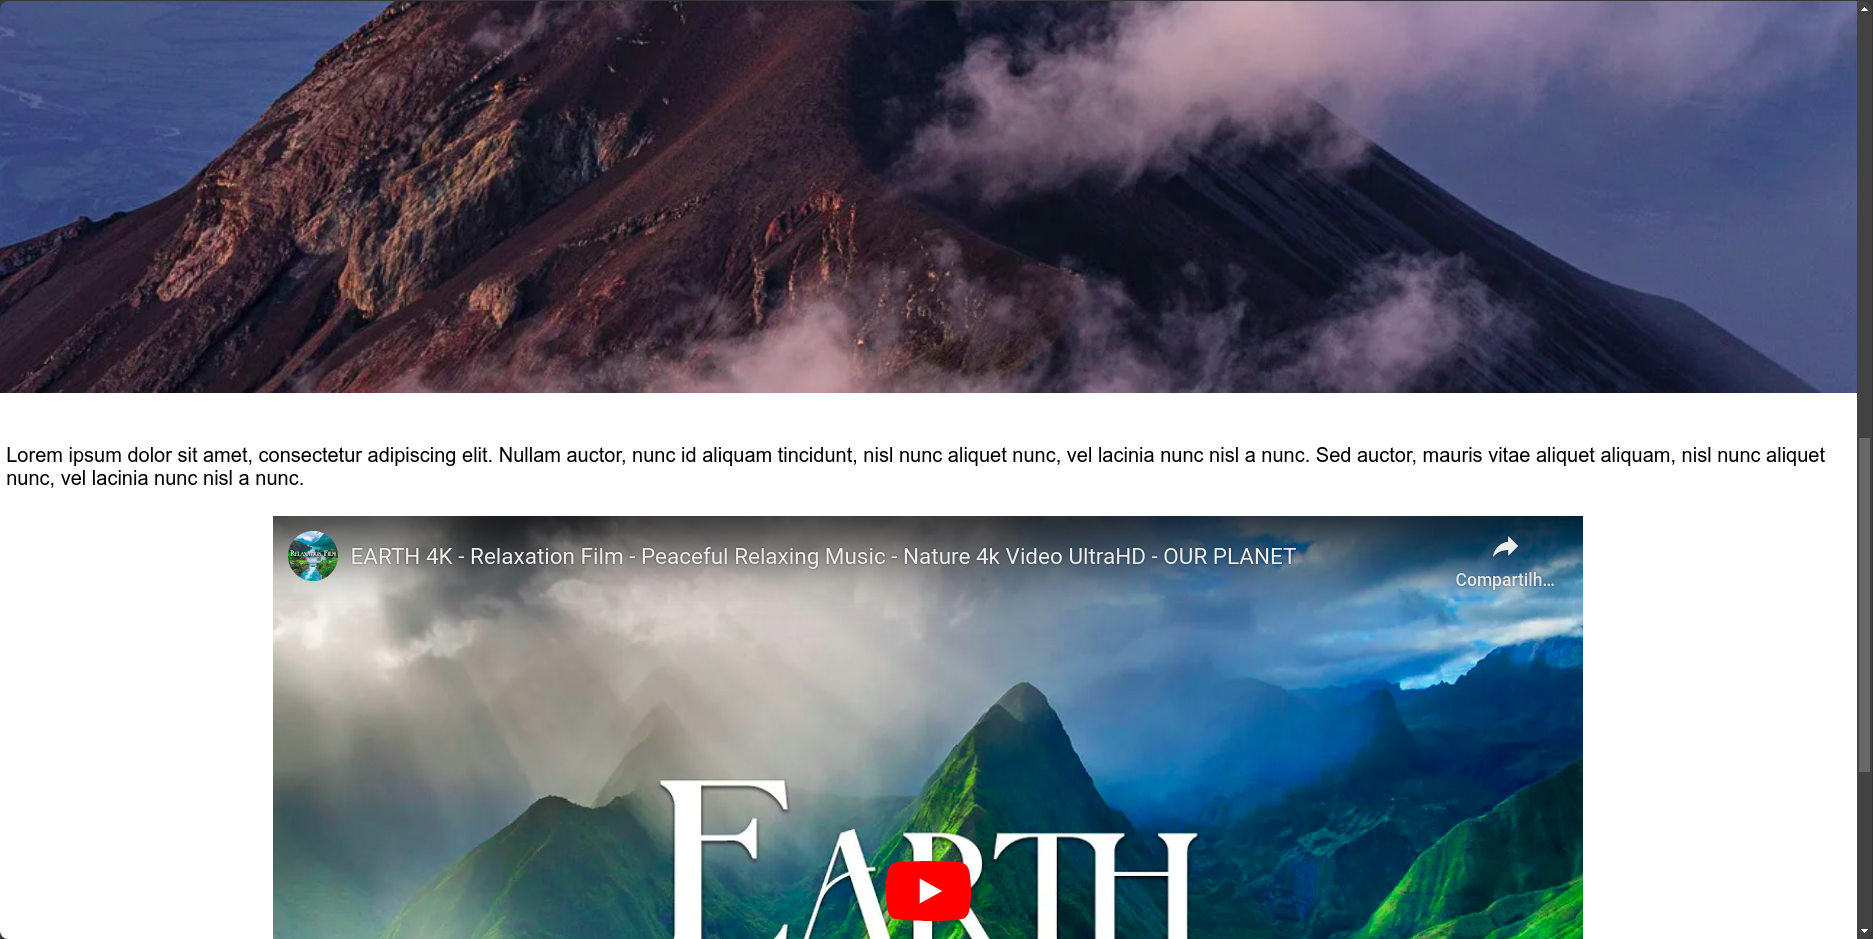 Lorem ipsum dolor sit amet, consectetur adipiscing elit. Nullam auctor, nunc id aliquam tincidunt, nisl nunc aliquet nunc, vel lacinia nunc nisl a nunc. Sed auctor, mauris vitae aliquet aliquam, nisl nunc aliquet
nunc, vel lacinia nunc nisl a nunc.
RELAXATION FILM
EARTH 4K - Relaxation Film - Peaceful Relaxing Music - Nature 4k Video UltraHD - OUR PLANET
Compartilh...
EARTH